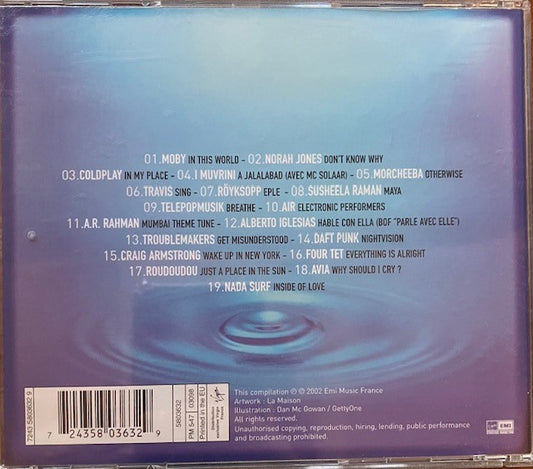 01.MOBY IN THIS WORLD - 02.NORAH JONES DON'T KNOW WHY
03.COLDPLAY IN MY PLACE - 04.I MUVRINI A JALALABAD (AVEC MC SOLAAR) - 05.MORCHEEBA OTHERWISE
06.TRAVIS SING - 07.RÖYKSOPP EPLE - 08.SUSHEELA RAMAN MAYA
09.TELEPOPMUSIK BREATHE - 10.AIR ELECTRONIC PERFORMERS
11.A.R. RAHMAN MUMBAI THEME TUNE - 12.ALBERTO IGLESIAS HABLE CON ELLA (BOF "PARLE AVEC ELLE")
13.TROUBLEMAKERS GET MISUNDERSTOOD - 14.DAFT PUNK NIGHTVISION
15.CRAIG ARMSTRONG WAKE UP IN NEW YORK - 16.FOUR TET EVERYTHING IS ALRIGHT
17.ROUDOUDOU JUST A PLACE IN THE SUN - 18.AVIA WHY SHOULD I CRY ?
19.NADA SURF INSIDE OF LOVE
7243 5803632 9
7 24358 03632 9
5803632
PM 547 03098
Printed in the EU
Distribution
Virgin
This compilation ℗ © 2002 Emi Music France
Artwork : La Maison
Illustration : Dan Mc Gowan / GettyOne
All rights reserved.
Unauthorised copying, reproduction, hiring, lending, public performance
and broadcasting prohibited.
EMI